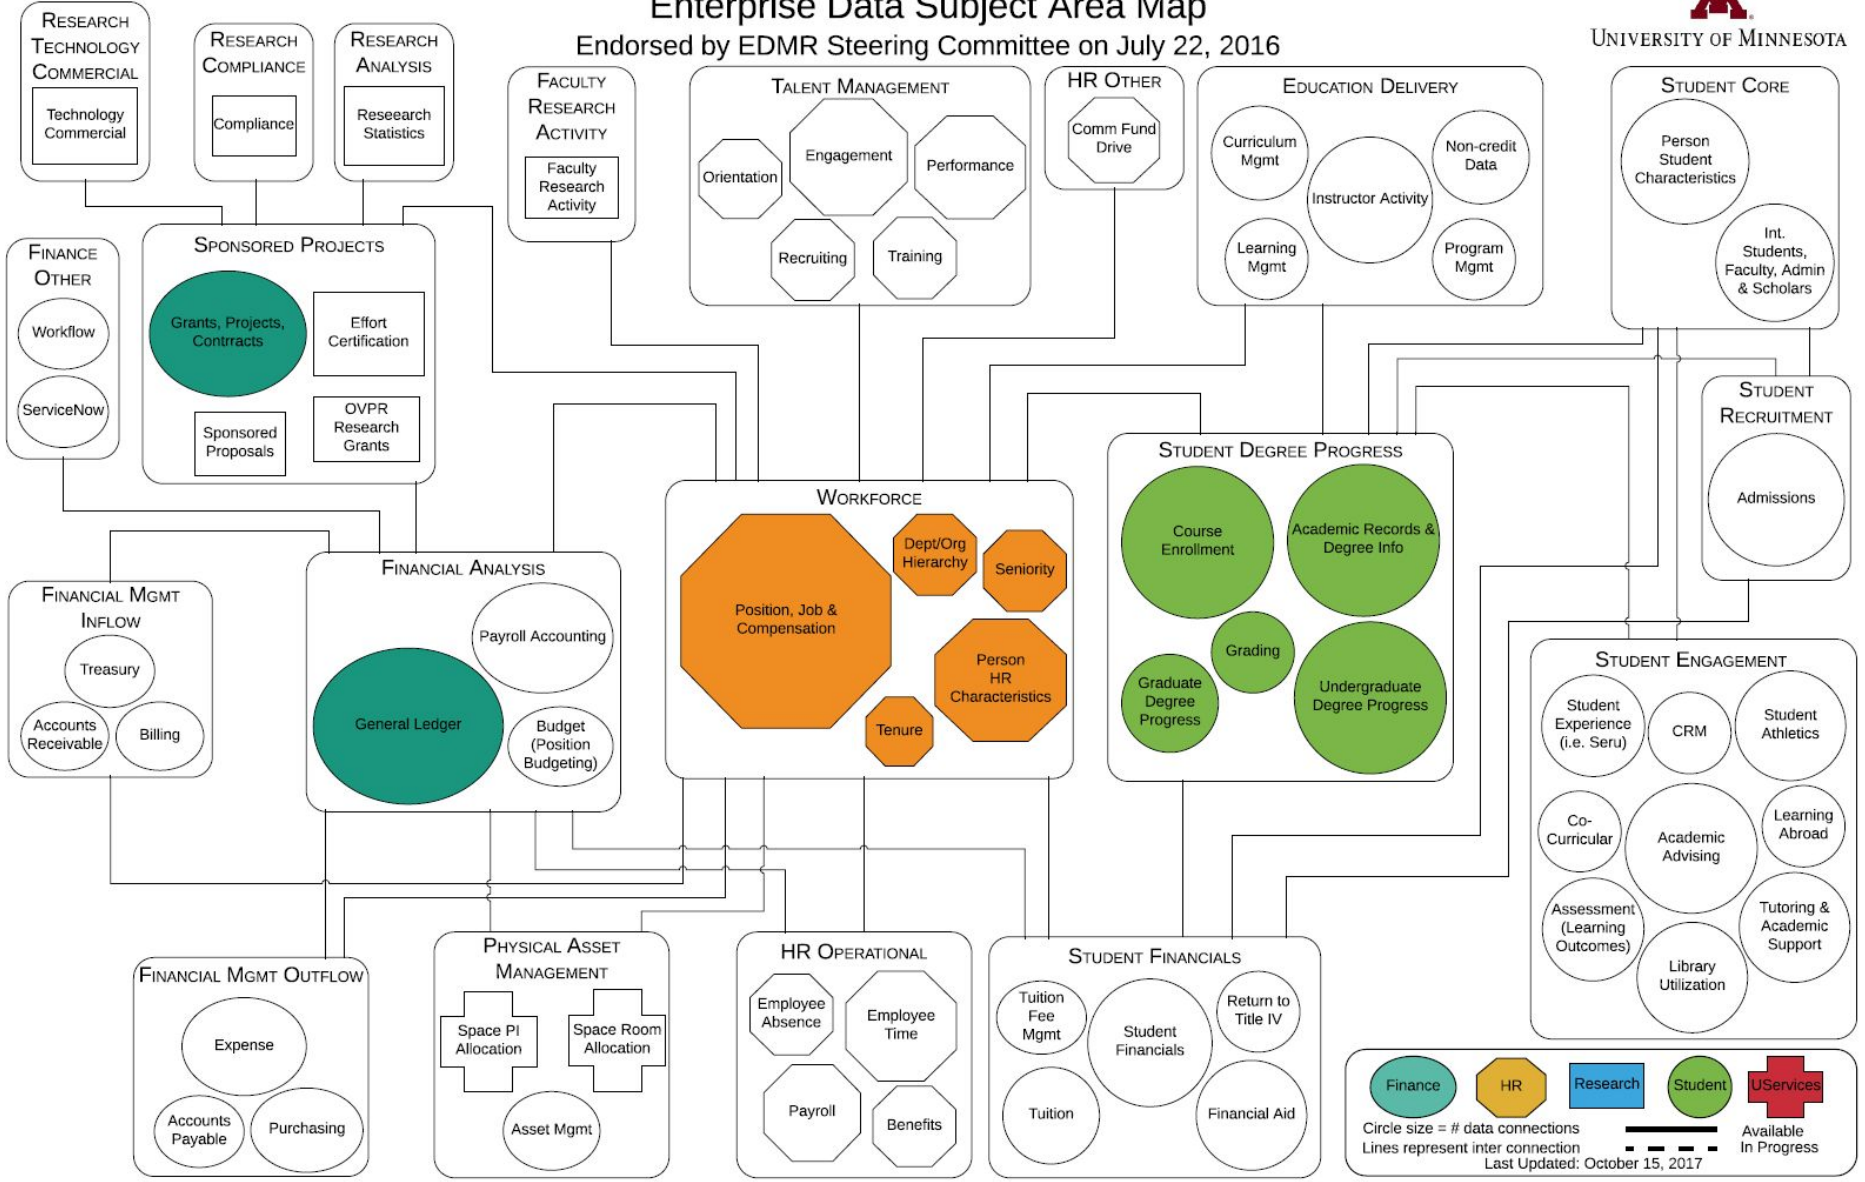 Enterprise Data Subject Area Map
Endorsed by EDMR Steering Committee on July 22, 2016
UNIVERSITY OF MINNESOTA
RESEARCH
TECHNOLOGY
COMMERCIAL
Technology
Commercial
RESEARCH
COMPLIANCE
Compliance
RESEARCH
ANALYSIS
Reseearch
Statistics
FACULTY
RESEARCH
ACTIVITY
Faculty
Research
Activity
TALENT MANAGEMENT
Orientation
Engagement
Performance
Recruiting
Training
HR OTHER
Comm Fund
Drive
EDUCATION DELIVERY
Curriculum
Mgmt
Instructor Activity
Non-credit
Data
Learning
Mgmt
Program
Mgmt
STUDENT CORE
Person
Student
Characteristics
Int.
Students,
Faculty, Admin
& Scholars
FINANCE
OTHER
Workflow
ServiceNow
SPONSORED PROJECTS
Grants, Projects,
Contrracts
Effort
Certification
Sponsored
Proposals
OVPR
Research
Grants
STUDENT
RECRUITMENT
Admissions
WORKFORCE
Position, Job &
Compensation
Dept/Org
Hierarchy
Seniority
Person
HR
Characteristics
Tenure
STUDENT DEGREE PROGRESS
Course
Enrollment
Academic Records &
Degree Info
Grading
Graduate
Degree
Progress
Undergraduate
Degree Progress
FINANCIAL MGMT
INFLOW
Treasury
Accounts
Receivable
Billing
FINANCIAL ANALYSIS
Payroll Accounting
General Ledger
Budget
(Position
Budgeting)
STUDENT ENGAGEMENT
Student
Experience
(i.e. Seru)
CRM
Student
Athletics
Co-
Curricular
Academic
Advising
Learning
Abroad
Assessment
(Learning
Outcomes)
Library
Utilization
Tutoring &
Academic
Support
FINANCIAL MGMT OUTFLOW
Expense
Accounts
Payable
Purchasing
PHYSICAL ASSET
MANAGEMENT
Space PI
Allocation
Space Room
Allocation
Asset Mgmt
HR OPERATIONAL
Employee
Absence
Employee
Time
Payroll
Benefits
STUDENT FINANCIALS
Tuition
Fee
Mgmt
Student
Financials
Return to
Title IV
Tuition
Financial Aid
Finance
HR
Research
Student
UServices
Circle size = # data connections
Available
Lines represent inter connection
In Progress
Last Updated: October 15, 2017